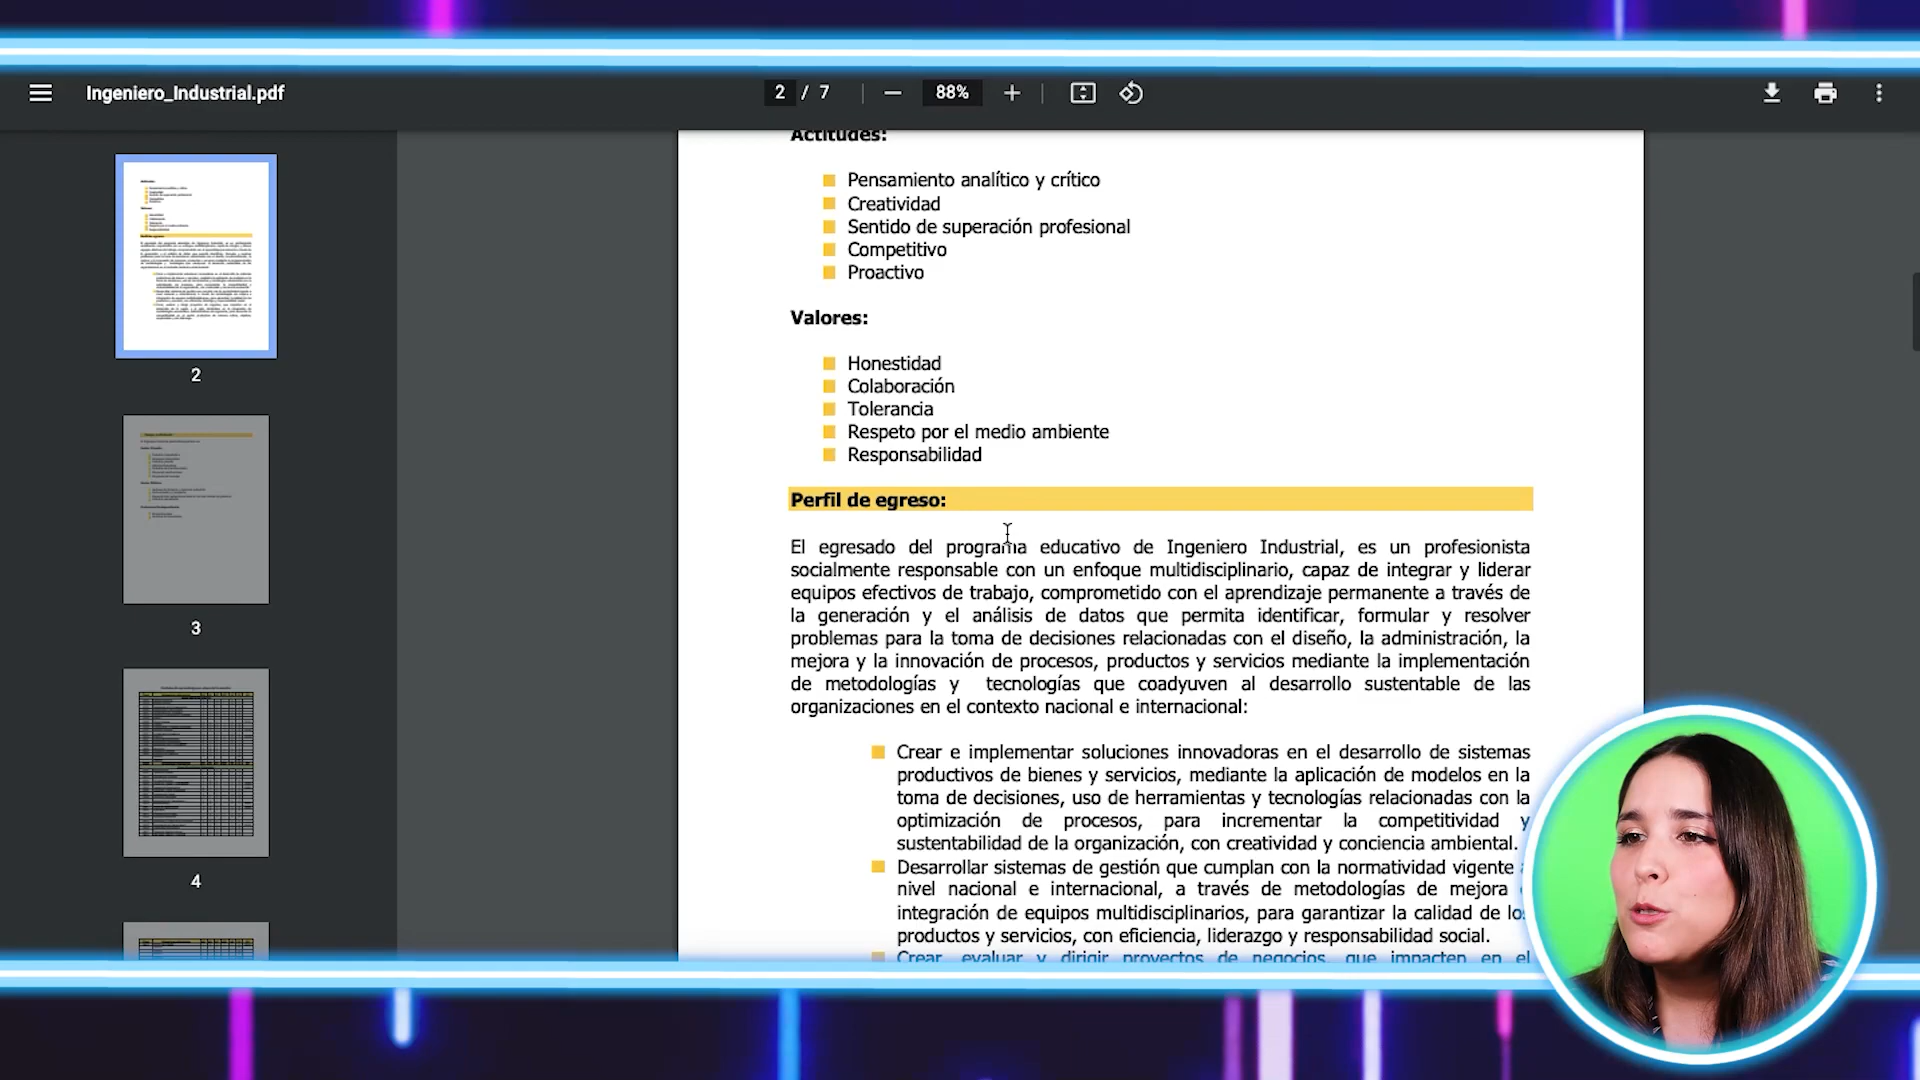 Ingeniero_Industrial.pdf
2 / 7
88%
Actitudes:
Pensamiento analítico y crítico
Creatividad
Sentido de superación profesional
Competitivo
Proactivo
Valores:
Honestidad
Colaboración
Tolerancia
Respeto por el medio ambiente
Responsabilidad
Perfil de egreso:
El egresado del programa educativo de Ingeniero Industrial, es un profesionista
socialmente responsable con un enfoque multidisciplinario, capaz de integrar y liderar
equipos efectivos de trabajo, comprometido con el aprendizaje permanente a través de
la generación y el análisis de datos que permita identificar, formular y resolver
problemas para la toma de decisiones relacionadas con el diseño, la administración, la
mejora y la innovación de procesos, productos y servicios mediante la implementación
de metodologías y tecnologías que coadyuven al desarrollo sustentable de las
organizaciones en el contexto nacional e internacional:
Crear e implementar soluciones innovadoras en el desarrollo de sistemas
productivos de bienes y servicios, mediante la aplicación de modelos en la
toma de decisiones, uso de herramientas y tecnologías relacionadas con la
optimización de procesos, para incrementar la competitividad y
sustentabilidad de la organización, con creatividad y conciencia ambiental.
Desarrollar sistemas de gestión que cumplan con la normatividad vigente
nivel nacional e internacional, a través de metodologías de mejora
integración de equipos multidisciplinarios, para garantizar la calidad de los
productos y servicios, con eficiencia, liderazgo y responsabilidad social.
Crear, evaluar y dirigir proyectos de negocios, que impacten en el
2
3
4